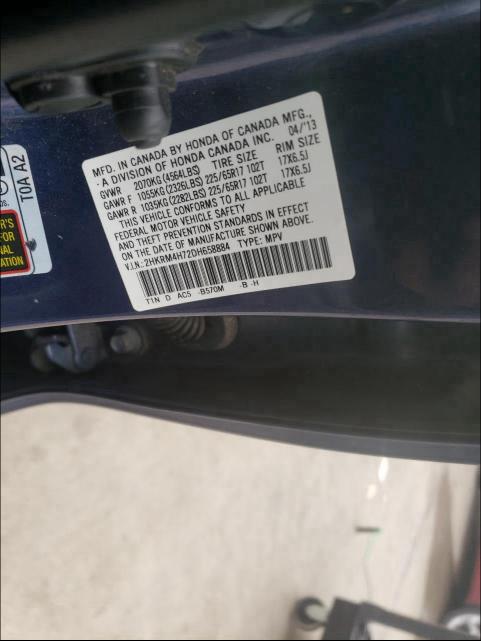 MFD. IN CANADA BY HONDA OF CANADA MFG.,
- A DIVISION OF HONDA CANADA INC. 04/'13
GVWR 2070KG (4564LBS) TIRE SIZE RIM SIZE
GAWR F 1055KG (2326LBS) 225/65R17 102T 17X6.5J
GAWR R 1035KG (2282LBS) 225/65R17 102T 17X6.5J
THIS VEHICLE CONFORMS TO ALL APPLICABLE
FEDERAL MOTOR VEHICLE SAFETY
AND THEFT PREVENTION STANDARDS IN EFFECT
ON THE DATE OF MANUFACTURE SHOWN ABOVE.
V.I.N.:2HKRM4H72DH658884 TYPE: MPV
T1N D AC5 -B570M -B -H
T0A A2